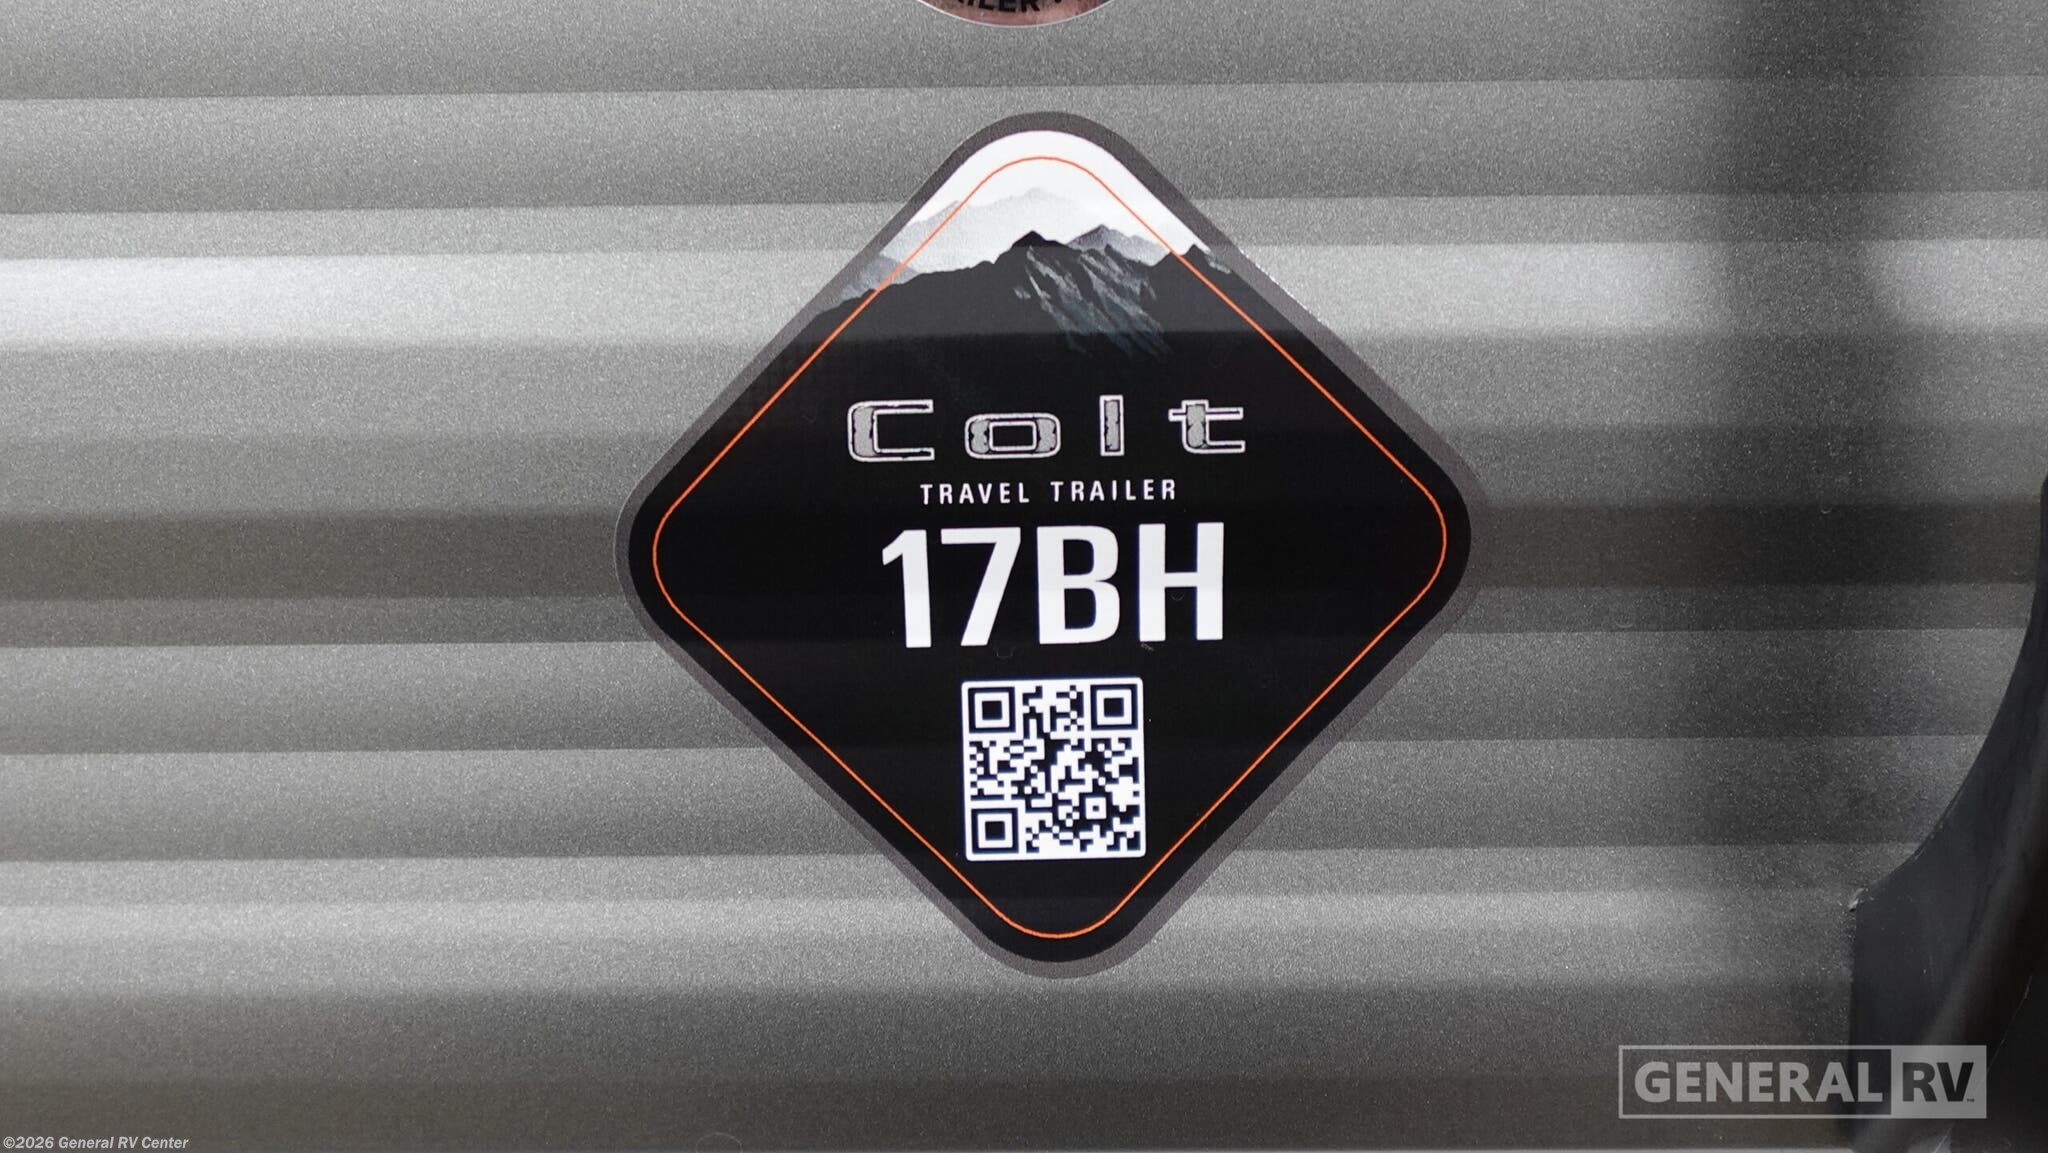 Colt
TRAVEL TRAILER
17BH
GENERAL RV
©2026 General RV Center